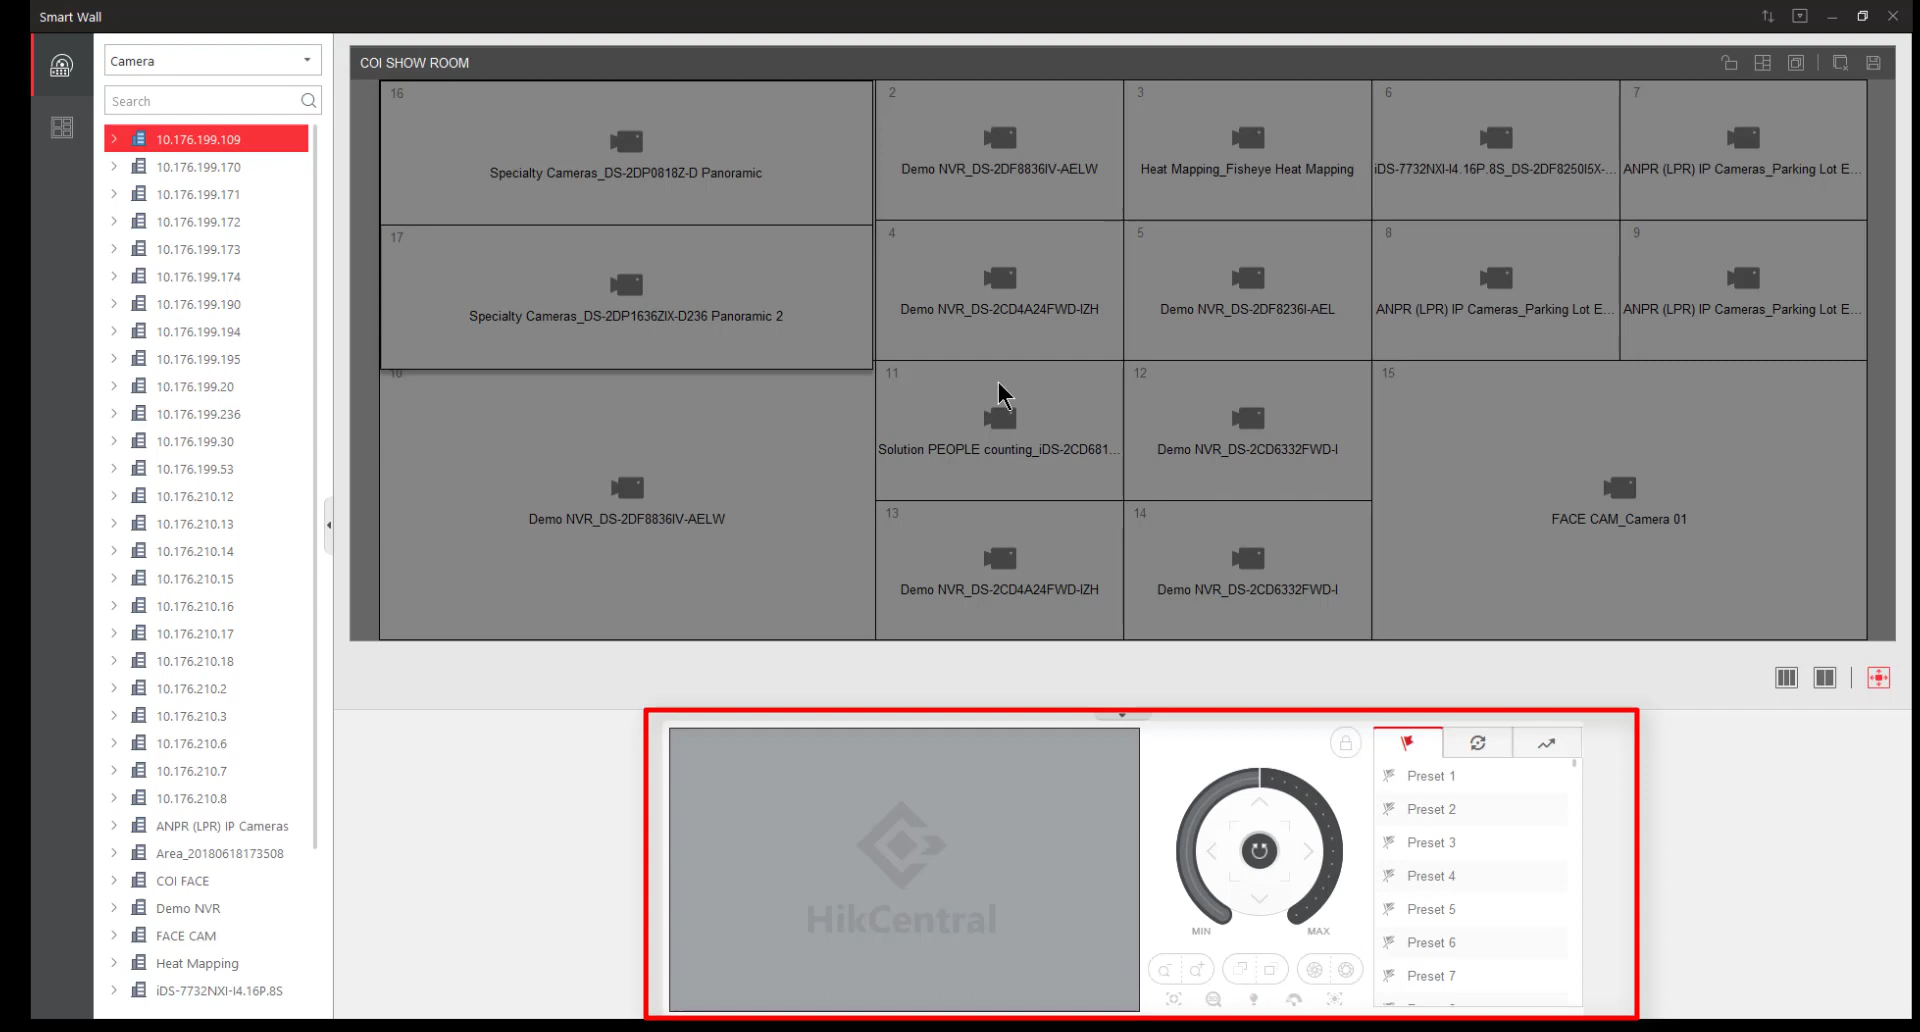 Smart Wall
Camera
Search
10.176.199.109
10.176.199.170
10.176.199.171
10.176.199.172
10.176.199.173
10.176.199.174
10.176.199.190
10.176.199.194
10.176.199.195
10.176.199.20
10.176.199.236
10.176.199.30
10.176.199.53
10.176.210.12
10.176.210.13
10.176.210.14
10.176.210.15
10.176.210.16
10.176.210.17
10.176.210.18
10.176.210.2
10.176.210.3
10.176.210.6
10.176.210.7
10.176.210.8
ANPR (LPR) IP Cameras
Area_20180618173508
COI FACE
Demo NVR
FACE CAM
Heat Mapping
iDS-7732NXI-I4.16P.8S
COI SHOW ROOM
16
Specialty Cameras_DS-2DP0818Z-D Panoramic
2
Demo NVR_DS-2DF8836IV-AELW
3
Heat Mapping_Fisheye Heat Mapping
6
iDS-7732NXI-I4.16P.8S_DS-2DF8250I5X-...
7
ANPR (LPR) IP Cameras_Parking Lot E...
17
Specialty Cameras_DS-2DP1636ZIX-D236 Panoramic 2
4
Demo NVR_DS-2CD4A24FWD-IZH
5
Demo NVR_DS-2DF8236I-AEL
8
ANPR (LPR) IP Cameras_Parking Lot E...
9
ANPR (LPR) IP Cameras_Parking Lot E...
10
Demo NVR_DS-2DF8836IV-AELW
11
Solution PEOPLE counting_iDS-2CD681...
12
Demo NVR_DS-2CD6332FWD-I
15
FACE CAM_Camera 01
13
Demo NVR_DS-2CD4A24FWD-IZH
14
Demo NVR_DS-2CD6332FWD-I
HikCentral
MIN
MAX
Preset 1
Preset 2
Preset 3
Preset 4
Preset 5
Preset 6
Preset 7